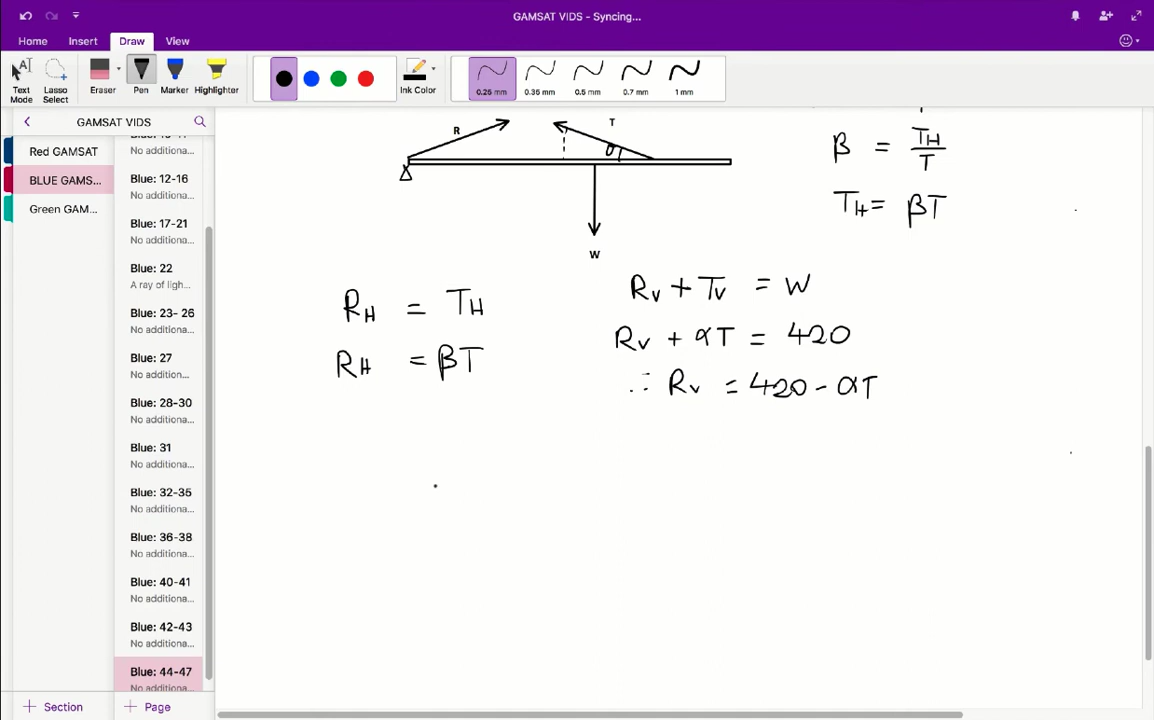 GAMSAT VIDS - Syncing...
Home Insert Draw View
Text Mode
Lasso Select
Eraser
Pen
Marker
Highlighter
Ink Color
0.25 mm
0.35 mm
0.5 mm
0.7 mm
1 mm
GAMSAT VIDS
Red GAMSAT
BLUE GAMS...
Green GAM...
No additiona...
Blue: 12-16
No additiona...
Blue: 17-21
No additiona...
Blue: 22
A ray of ligh...
Blue: 23- 26
No additiona...
Blue: 27
No addition...
Blue: 28-30
No additiona...
Blue: 31
No additiona...
Blue: 32-35
No additiona...
Blue: 36-38
No additiona...
Blue: 40-41
No additiona...
Blue: 42-43
No additiona...
Blue: 44-47
No additiona...
+ Section
+ Page
R
T
θ
W
β = TH/T
TH = βT
RH = TH
RH = βT
Rv + Tv = W
Rv + αT = 420
∴ Rv = 420 - αT